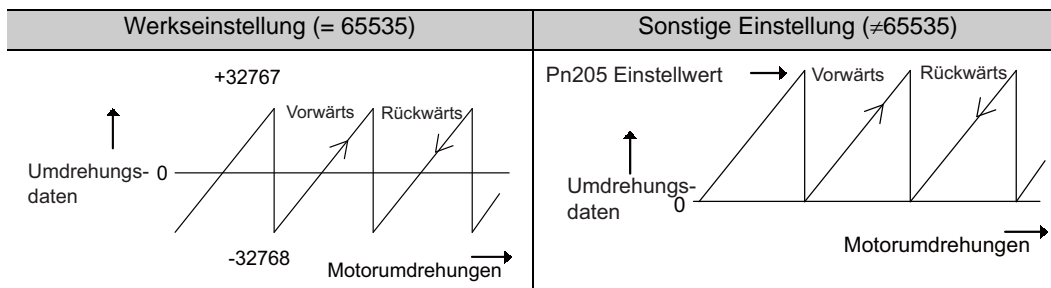 Werkseinstellung (= 65535)
+32767
Vorwärts
Rückwärts
Umdrehungs-
daten
0
-32768
Motorumdrehungen
Sonstige Einstellung (≠65535)
Pn205 Einstellwert
Vorwärts
Rückwärts
Umdrehungs-
daten
0
Motorumdrehungen